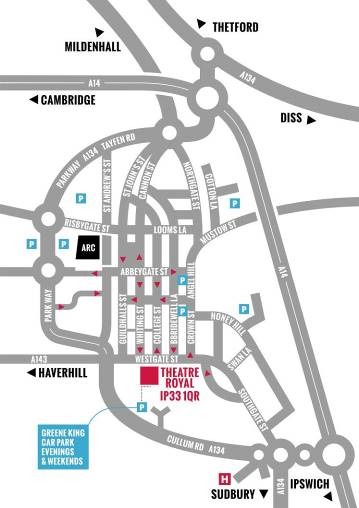 THETFORD
MILDENHALL
A14
A134
CAMBRIDGE
DISS
PARKWAY A134 TAYFEN RD
ST ANDREW'S ST
ST JOHN'S ST
CANNON ST
NORTHGATE ST
COTTON LA
P
RISBYGATE ST
LOOMS LA
MUSTOW ST
P
P
P
ARC
ABBEYGATE ST
ANGEL HILL
P
A14
PARK WAY
GUILDHALL ST
WHITING ST
COLLEGE ST
BRIDEWELL LA
CROWN ST
P
HONEY HILL
P
A143
WESTGATE ST
SWAN LA
HAVERHILL
THEATRE
ROYAL
IP33 1QR
SOUTHGATE ST
P
GREENE KING
CAR PARK
EVENINGS
& WEEKENDS
CULLUM RD A134
H
SUDBURY
A134
IPSWICH